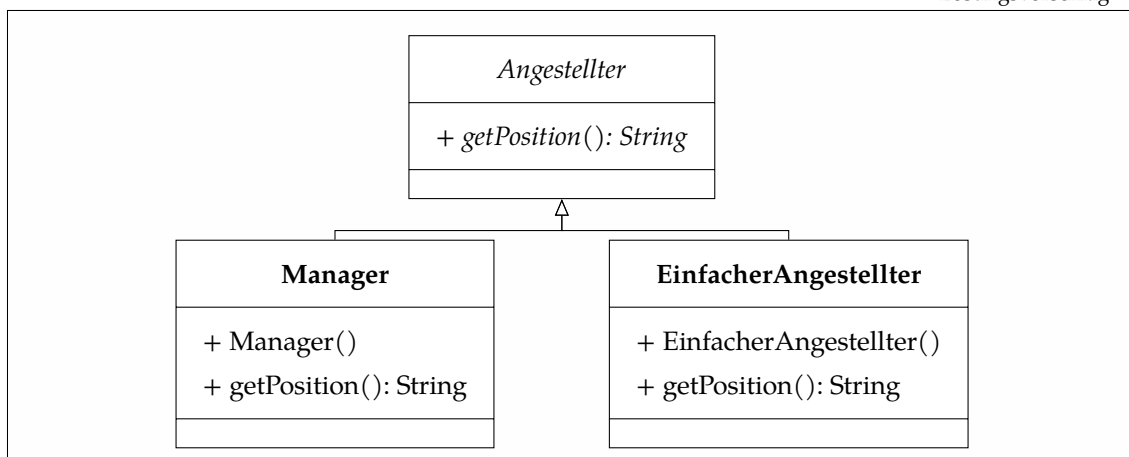 Angestellter
+ getPosition(): String
Manager
+ Manager()
+ getPosition(): String
EinfacherAngestellter
+ EinfacherAngestellter()
+ getPosition(): String